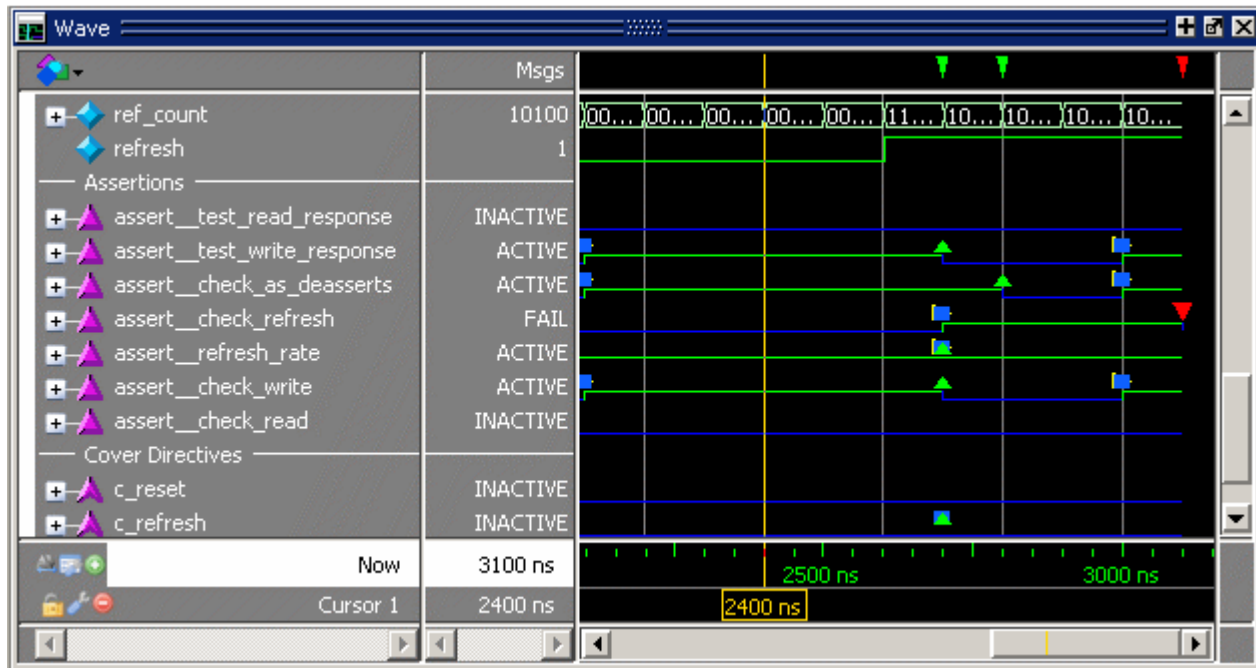 Wave
Msgs
ref_count 10100 00... 00... 00... 00... 00... 11... 10... 10... 10... 10...
refresh 1
Assertions
assert__test_read_response INACTIVE
assert__test_write_response ACTIVE
assert__check_as_deasserts ACTIVE
assert__check_refresh FAIL
assert__refresh_rate ACTIVE
assert__check_write ACTIVE
assert__check_read INACTIVE
Cover Directives
c_reset INACTIVE
c_refresh INACTIVE
Now 3100 ns 2500 ns 3000 ns
Cursor 1 2400 ns 2400 ns